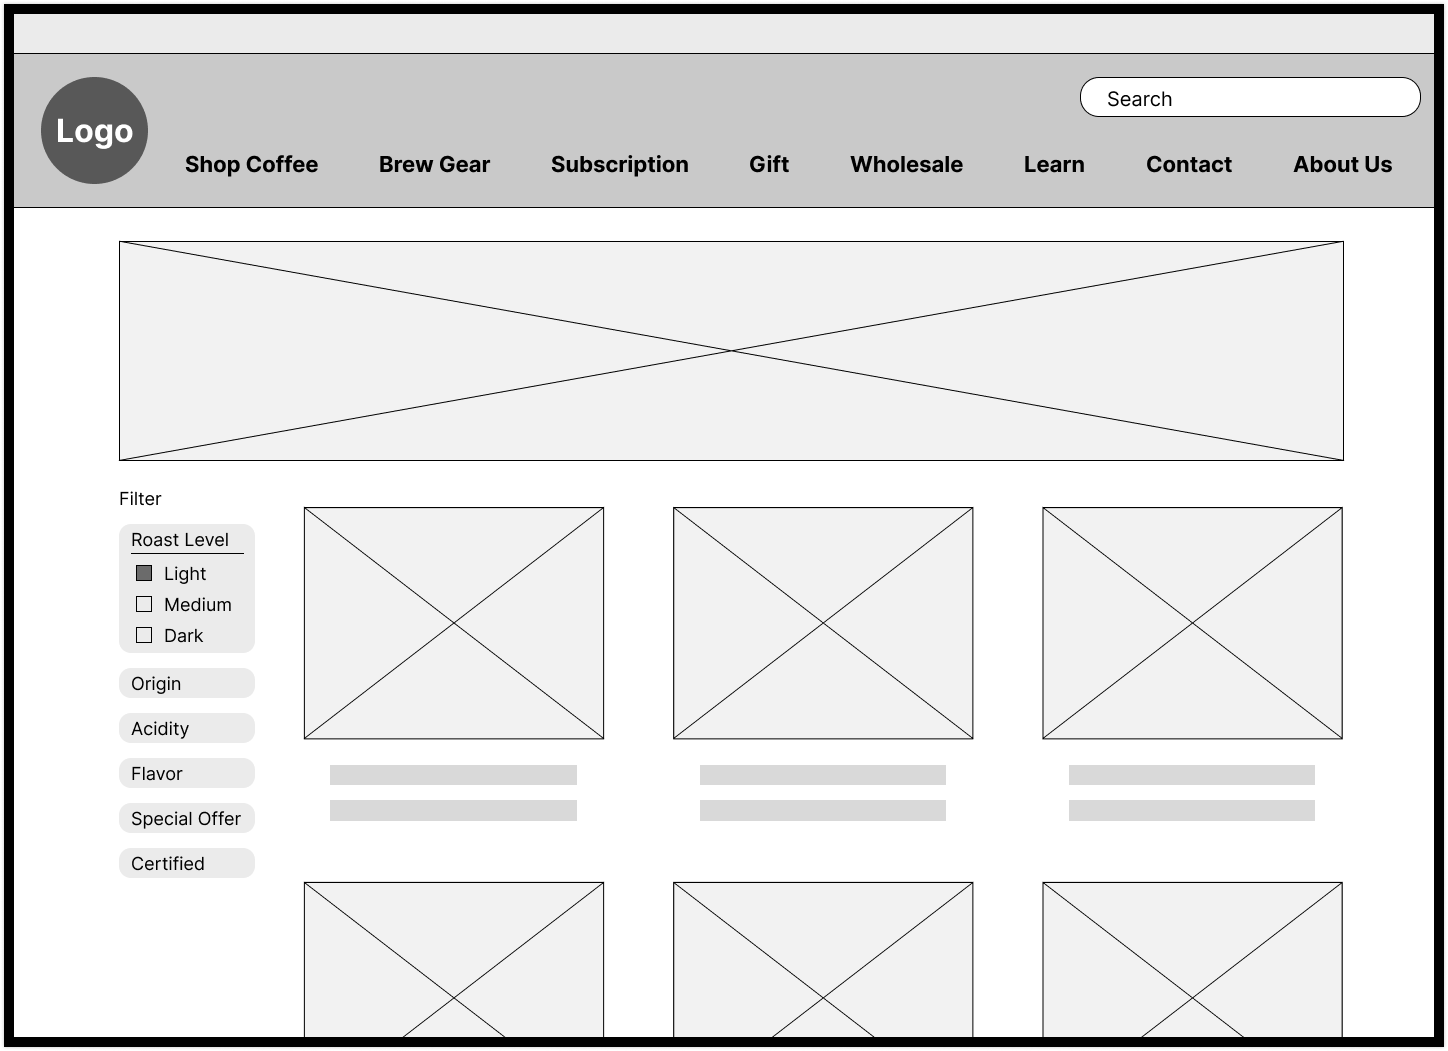 Logo
Search
Shop Coffee Brew Gear Subscription Gift Wholesale Learn Contact About Us
Filter
Roast Level
Light
Medium
Dark
Origin
Acidity
Flavor
Special Offer
Certified